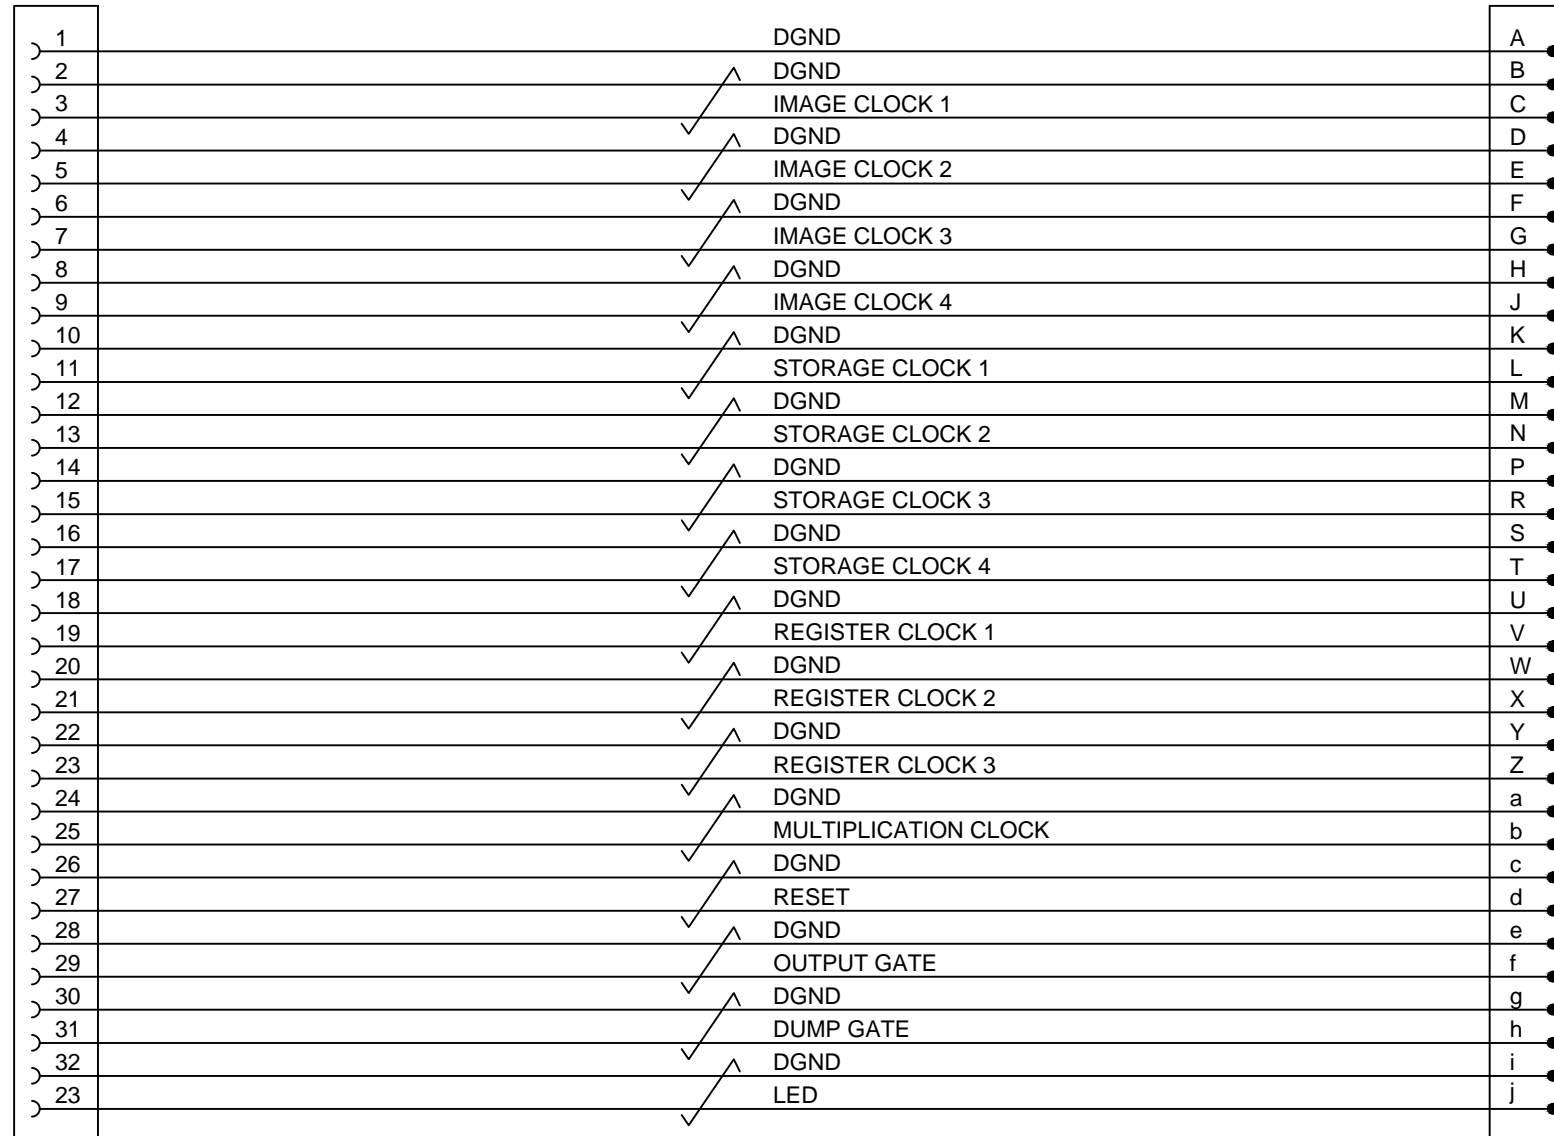 1 DGND A
2 DGND B
3 IMAGE CLOCK 1 C
4 DGND D
5 IMAGE CLOCK 2 E
6 DGND F
7 IMAGE CLOCK 3 G
8 DGND H
9 IMAGE CLOCK 4 J
10 DGND K
11 STORAGE CLOCK 1 L
12 DGND M
13 STORAGE CLOCK 2 N
14 DGND P
15 STORAGE CLOCK 3 R
16 DGND S
17 STORAGE CLOCK 4 T
18 DGND U
19 REGISTER CLOCK 1 V
20 DGND W
21 REGISTER CLOCK 2 X
22 DGND Y
23 REGISTER CLOCK 3 Z
24 DGND a
25 MULTIPLICATION CLOCK b
26 DGND c
27 RESET d
28 DGND e
29 OUTPUT GATE f
30 DGND g
31 DUMP GATE h
32 DGND i
23 LED j